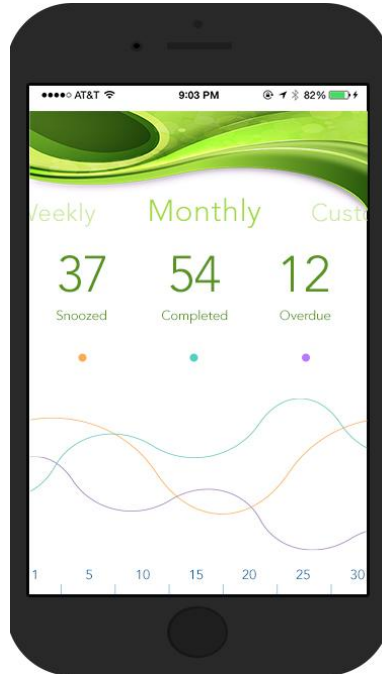 AT&T 9:03 PM 82%
Weekly Monthly Custo
37 54 12
Snoozed Completed Overdue
1 5 10 15 20 25 30